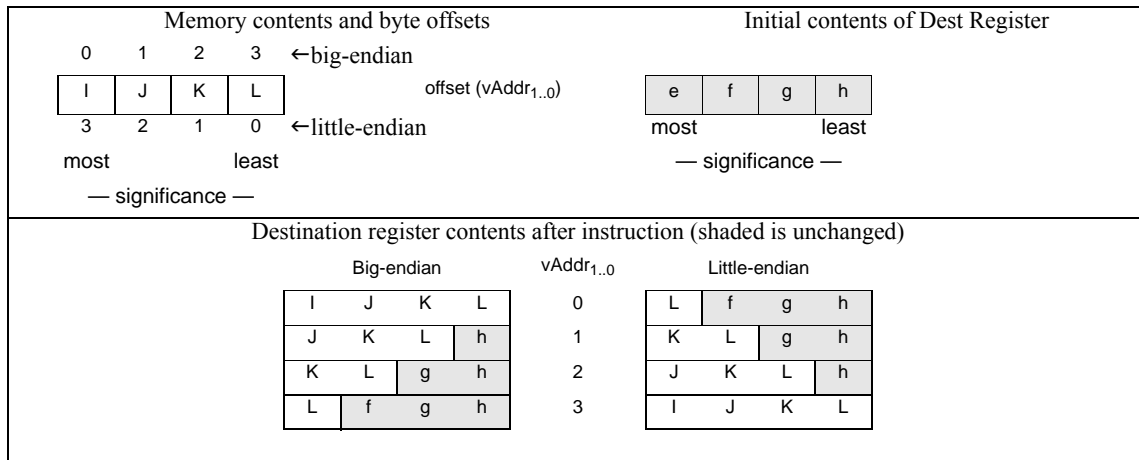 Memory contents and byte offsets
Initial contents of Dest Register
0 1 2 3 ←big-endian
I J K L
offset (vAddr1..0)
e f g h
3 2 1 0 ←little-endian
most least
most least
— significance —
— significance —
Destination register contents after instruction (shaded is unchanged)
Big-endian vAddr1..0 Little-endian
I J K L 0 L f g h
J K L h 1 K L g h
K L g h 2 J K L h
L f g h 3 I J K L